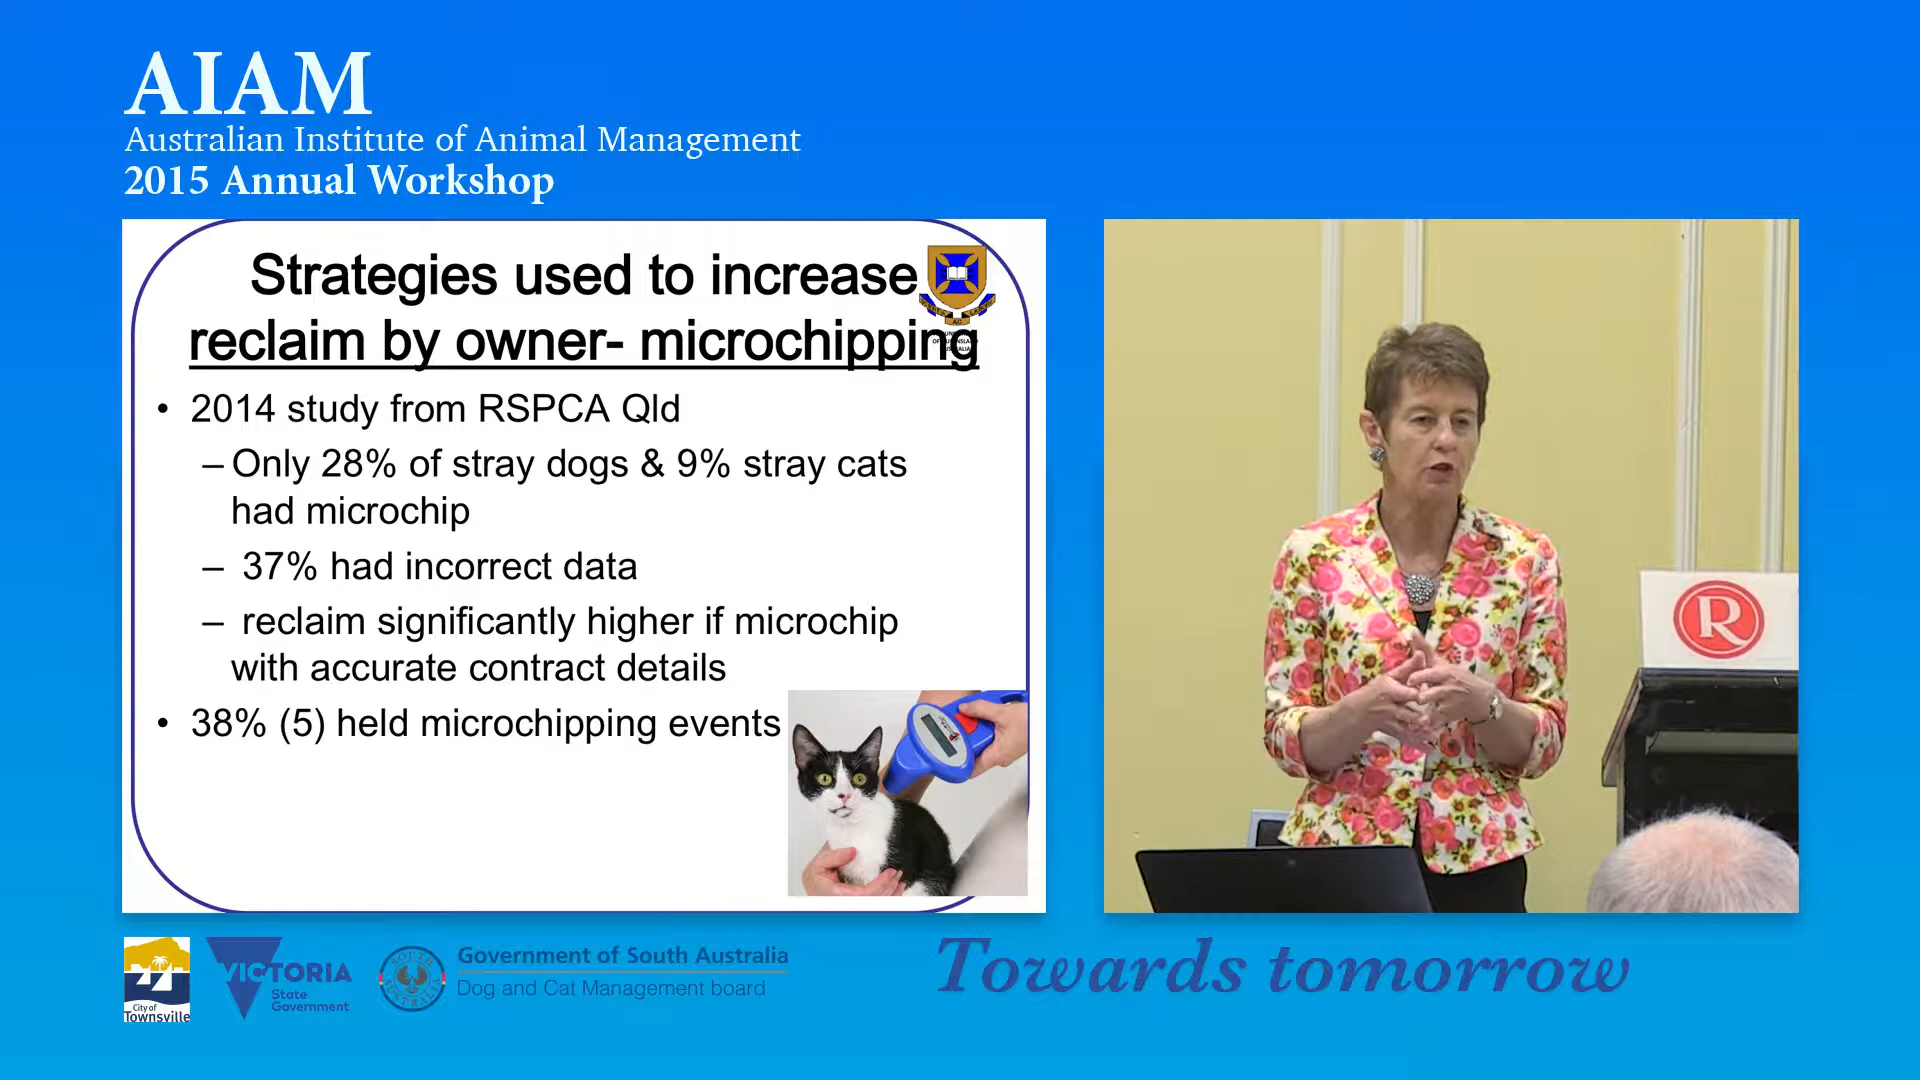 AIAM
Australian Institute of Animal Management
2015 Annual Workshop
Strategies used to increase
reclaim by owner- microchipping
• 2014 study from RSPCA Qld
– Only 28% of stray dogs & 9% stray cats
had microchip
– 37% had incorrect data
– reclaim significantly higher if microchip
with accurate contract details
• 38% (5) held microchipping events
R
City of
Townsville
VICTORIA
State
Government
Government of South Australia
Dog and Cat Management board
Towards tomorrow